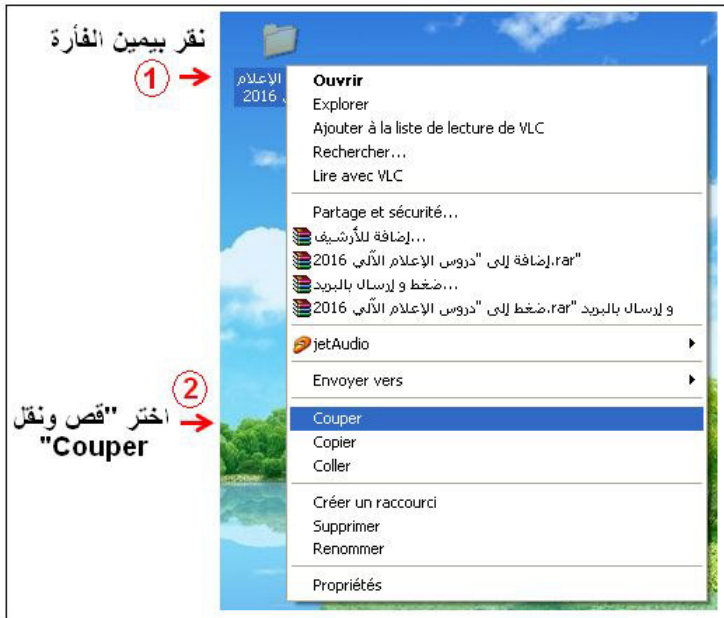 نقر بيمين الفأرة
1
الإعلام
2016
Ouvrir
Explorer
Ajouter à la liste de lecture de VLC
Rechercher...
Lire avec VLC
Partage et sécurité...
إضافة للأرشيف...
إضافة إلى "دروس الإعلام الآلي 2016.rar"
ضغط و إرسال بالبريد...
ضغط إلى "دروس الإعلام الآلي 2016.rar" و إرسال بالبريد
jetAudio
Envoyer vers
2
اختر "قص ونقل
Couper"
Couper
Copier
Coller
Créer un raccourci
Supprimer
Renommer
Propriétés